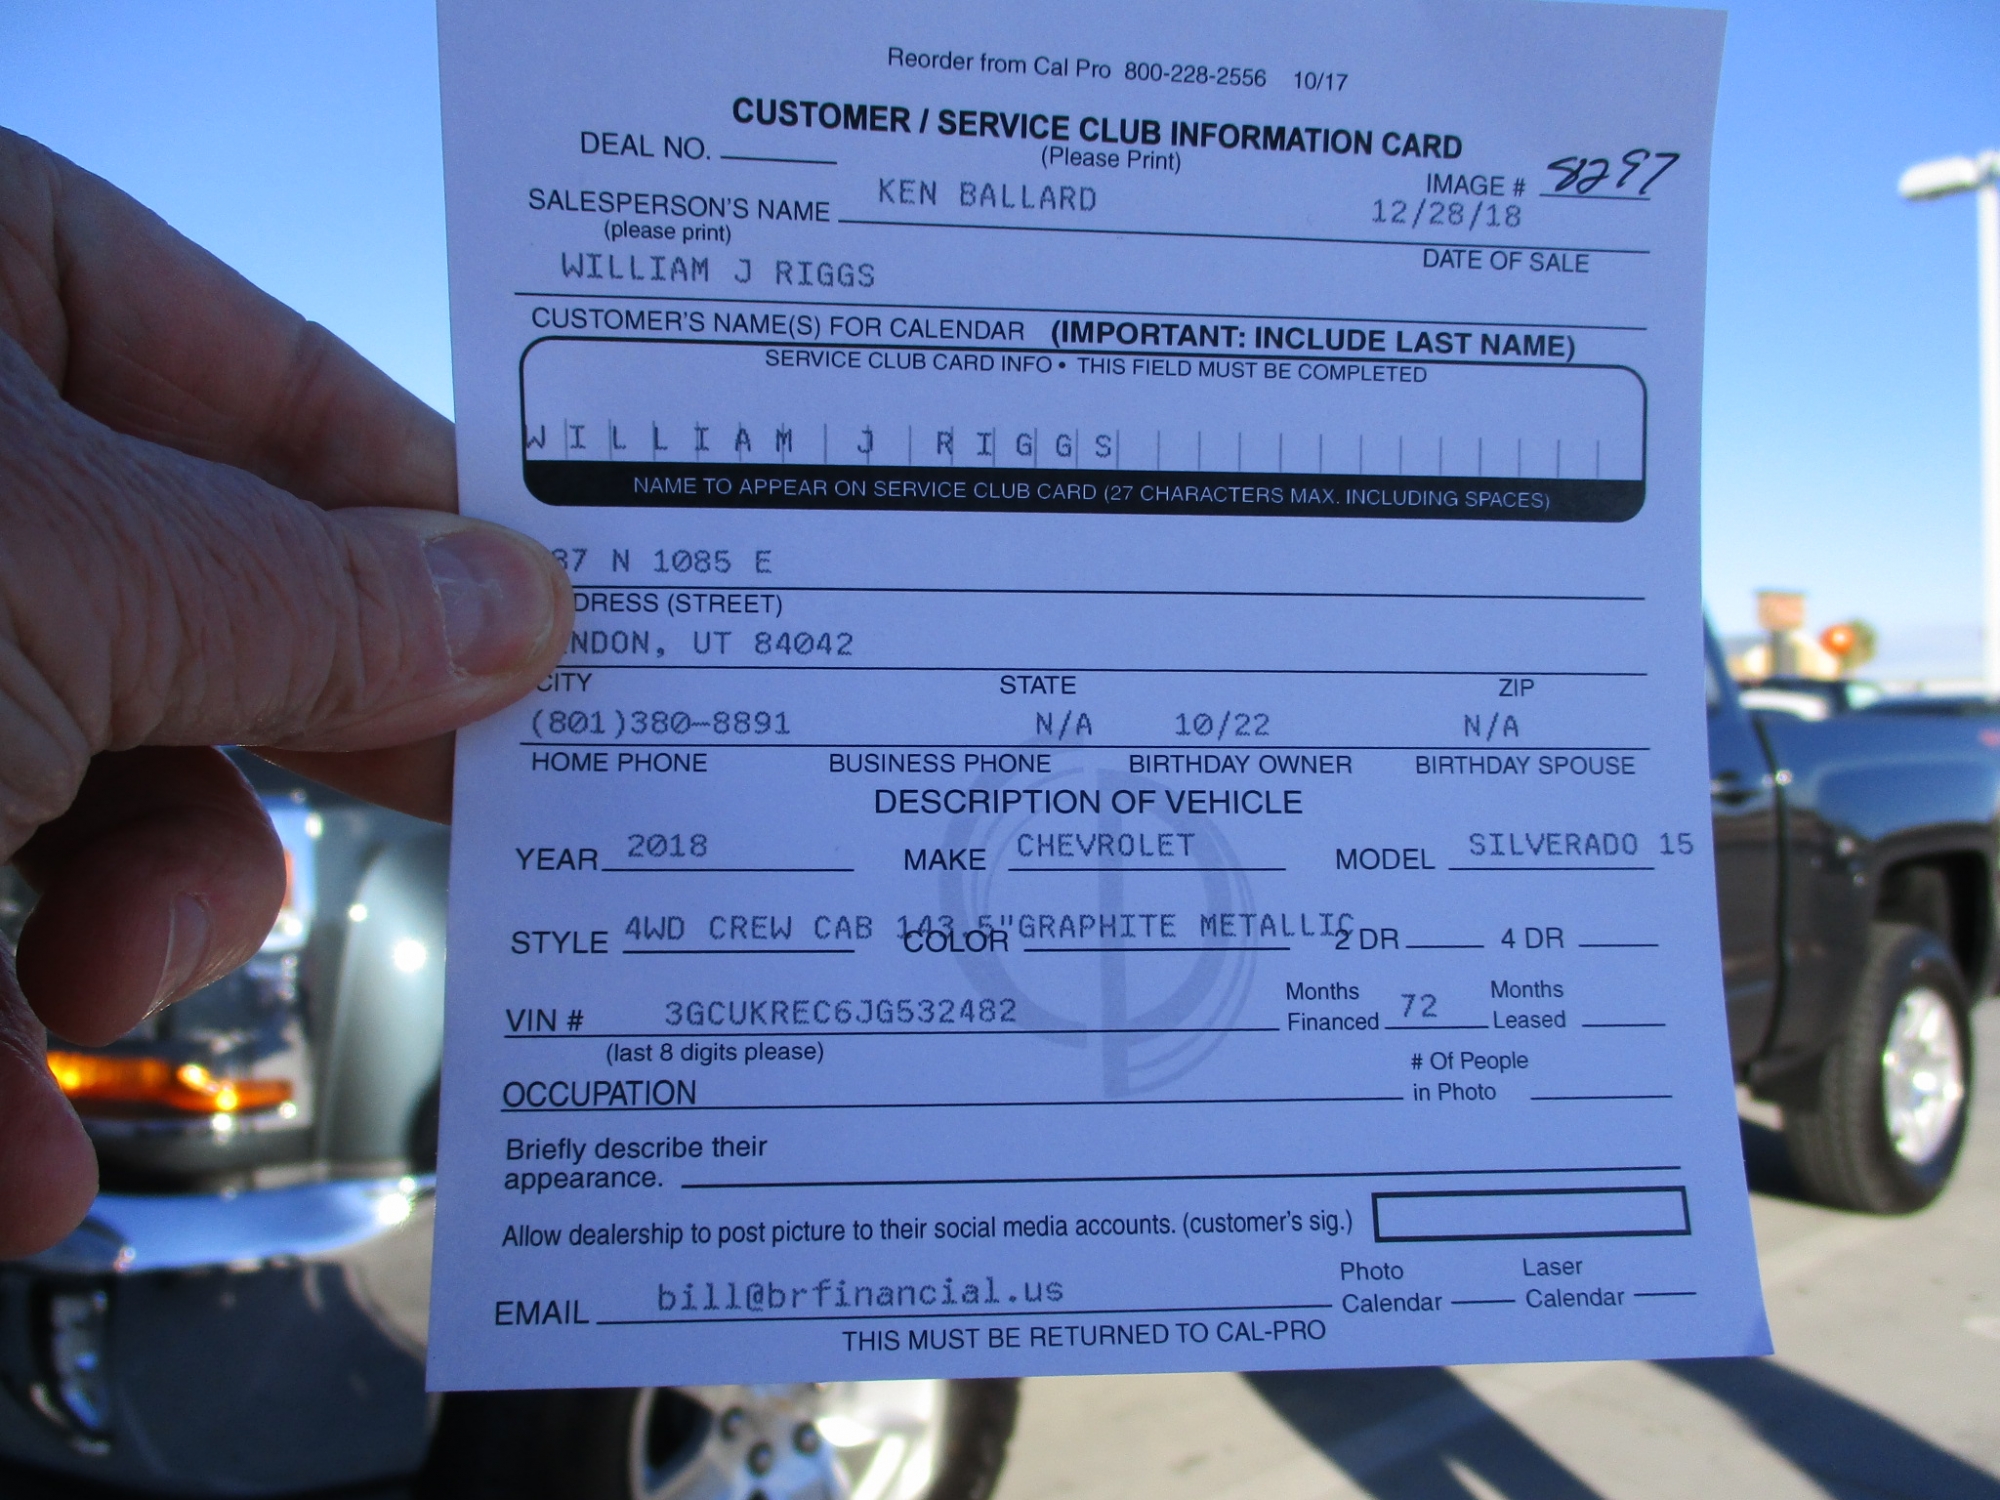 Reorder from Cal Pro 800-228-2556 10/17
CUSTOMER / SERVICE CLUB INFORMATION CARD
(Please Print)
DEAL NO.
IMAGE # 8297
SALESPERSON'S NAME KEN BALLARD 12/28/18
(please print)
DATE OF SALE
WILLIAM J RIGGS
CUSTOMER'S NAME(S) FOR CALENDAR (IMPORTANT: INCLUDE LAST NAME)
SERVICE CLUB CARD INFO • THIS FIELD MUST BE COMPLETED
WILLIAM J RIGGS
NAME TO APPEAR ON SERVICE CLUB CARD (27 CHARACTERS MAX. INCLUDING SPACES)
37 N 1085 E
DRESS (STREET)
NDON, UT 84042
CITY STATE ZIP
(801)380-8891 N/A 10/22 N/A
HOME PHONE BUSINESS PHONE BIRTHDAY OWNER BIRTHDAY SPOUSE
DESCRIPTION OF VEHICLE
YEAR 2018 MAKE CHEVROLET MODEL SILVERADO 15
STYLE 4WD CREW CAB 143.5" COLOR GRAPHITE METALLIC 2 DR 4 DR
VIN # 3GCUKREC6JG532482 Months Financed 72 Months Leased
(last 8 digits please)
OCCUPATION # Of People in Photo
Briefly describe their
appearance.
Allow dealership to post picture to their social media accounts. (customer's sig.)
EMAIL bill@brfinancial.us Photo Calendar Laser Calendar
THIS MUST BE RETURNED TO CAL-PRO